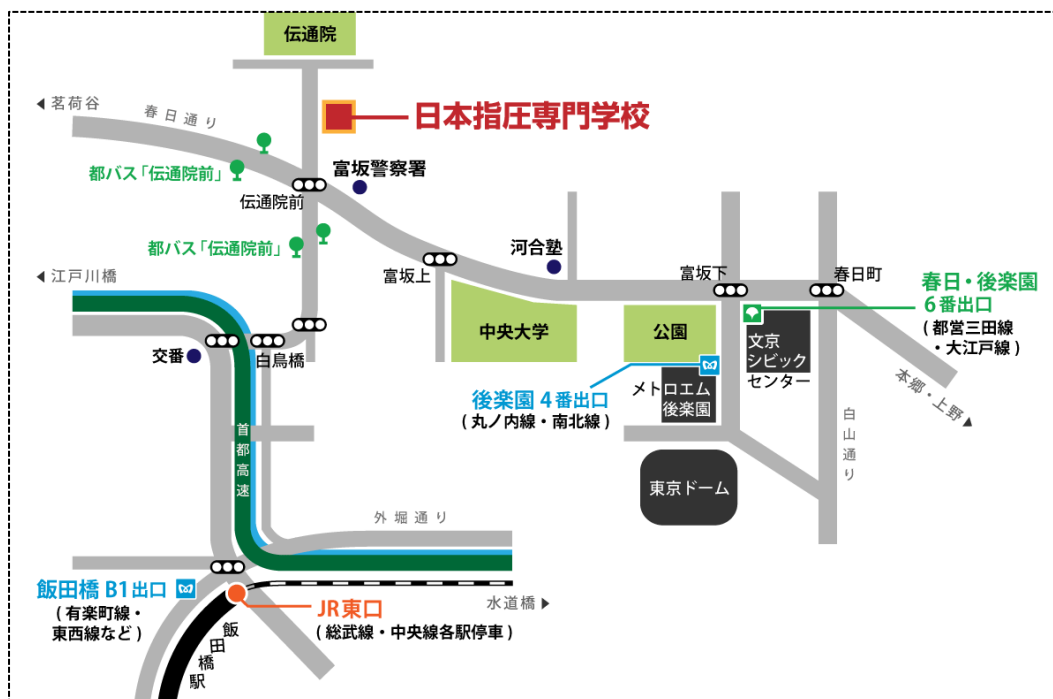 伝通院
茗荷谷
春日通り
日本指圧専門学校
都バス「伝通院前」
富坂警察署
伝通院前
都バス「伝通院前」
河合塾
富坂上
富坂下
春日町
江戸川橋
春日・後楽園
6番出口
(都営三田線
・大江戸線)
中央大学
公園
文京
シビック
センター
交番
白鳥橋
後楽園 4番出口
(丸ノ内線・南北線)
メトロエム
後楽園
本郷・上野
白山通り
首都高速
東京ドーム
外堀通り
飯田橋 B1出口
(有楽町線・
東西線など)
JR東口
(総武線・中央線各駅停車)
水道橋
飯田橋駅